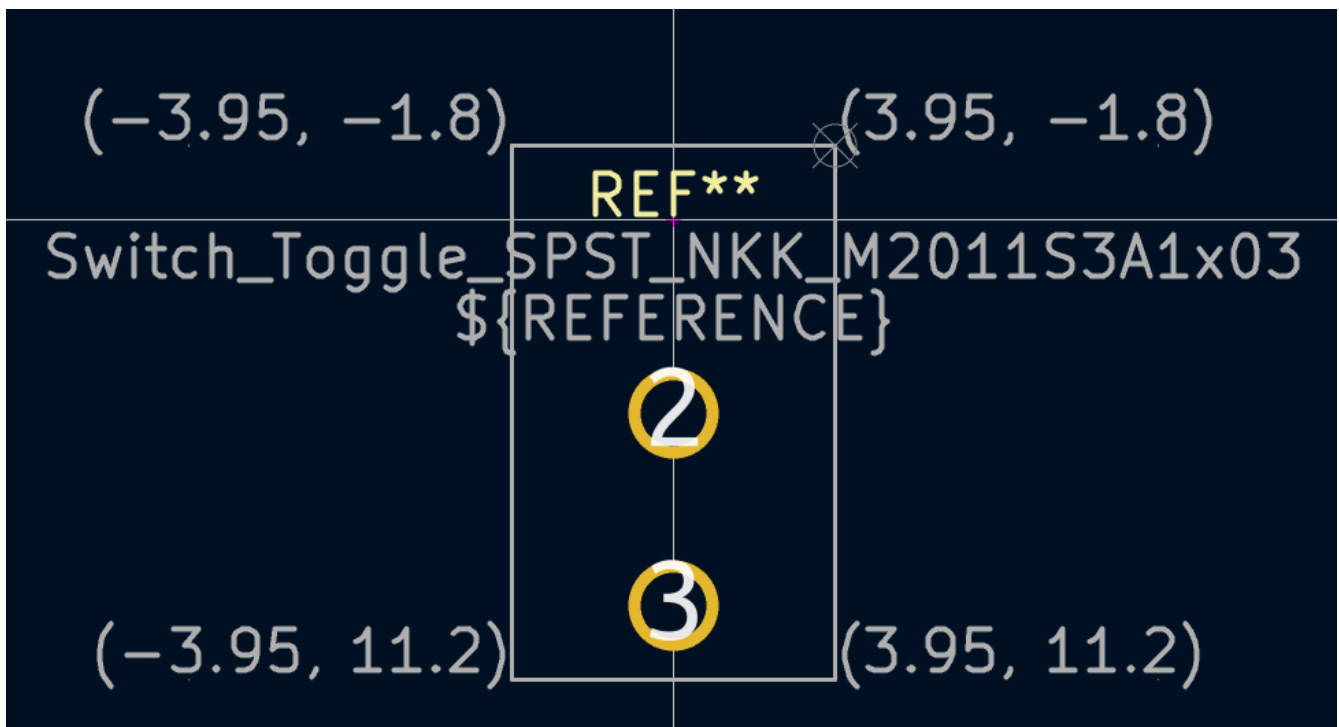 (−3.95, −1.8) (3.95, −1.8)
REF**
Switch_Toggle_SPST_NKK_M2011S3A1x03
${REFERENCE}
2
3
(−3.95, 11.2) (3.95, 11.2)